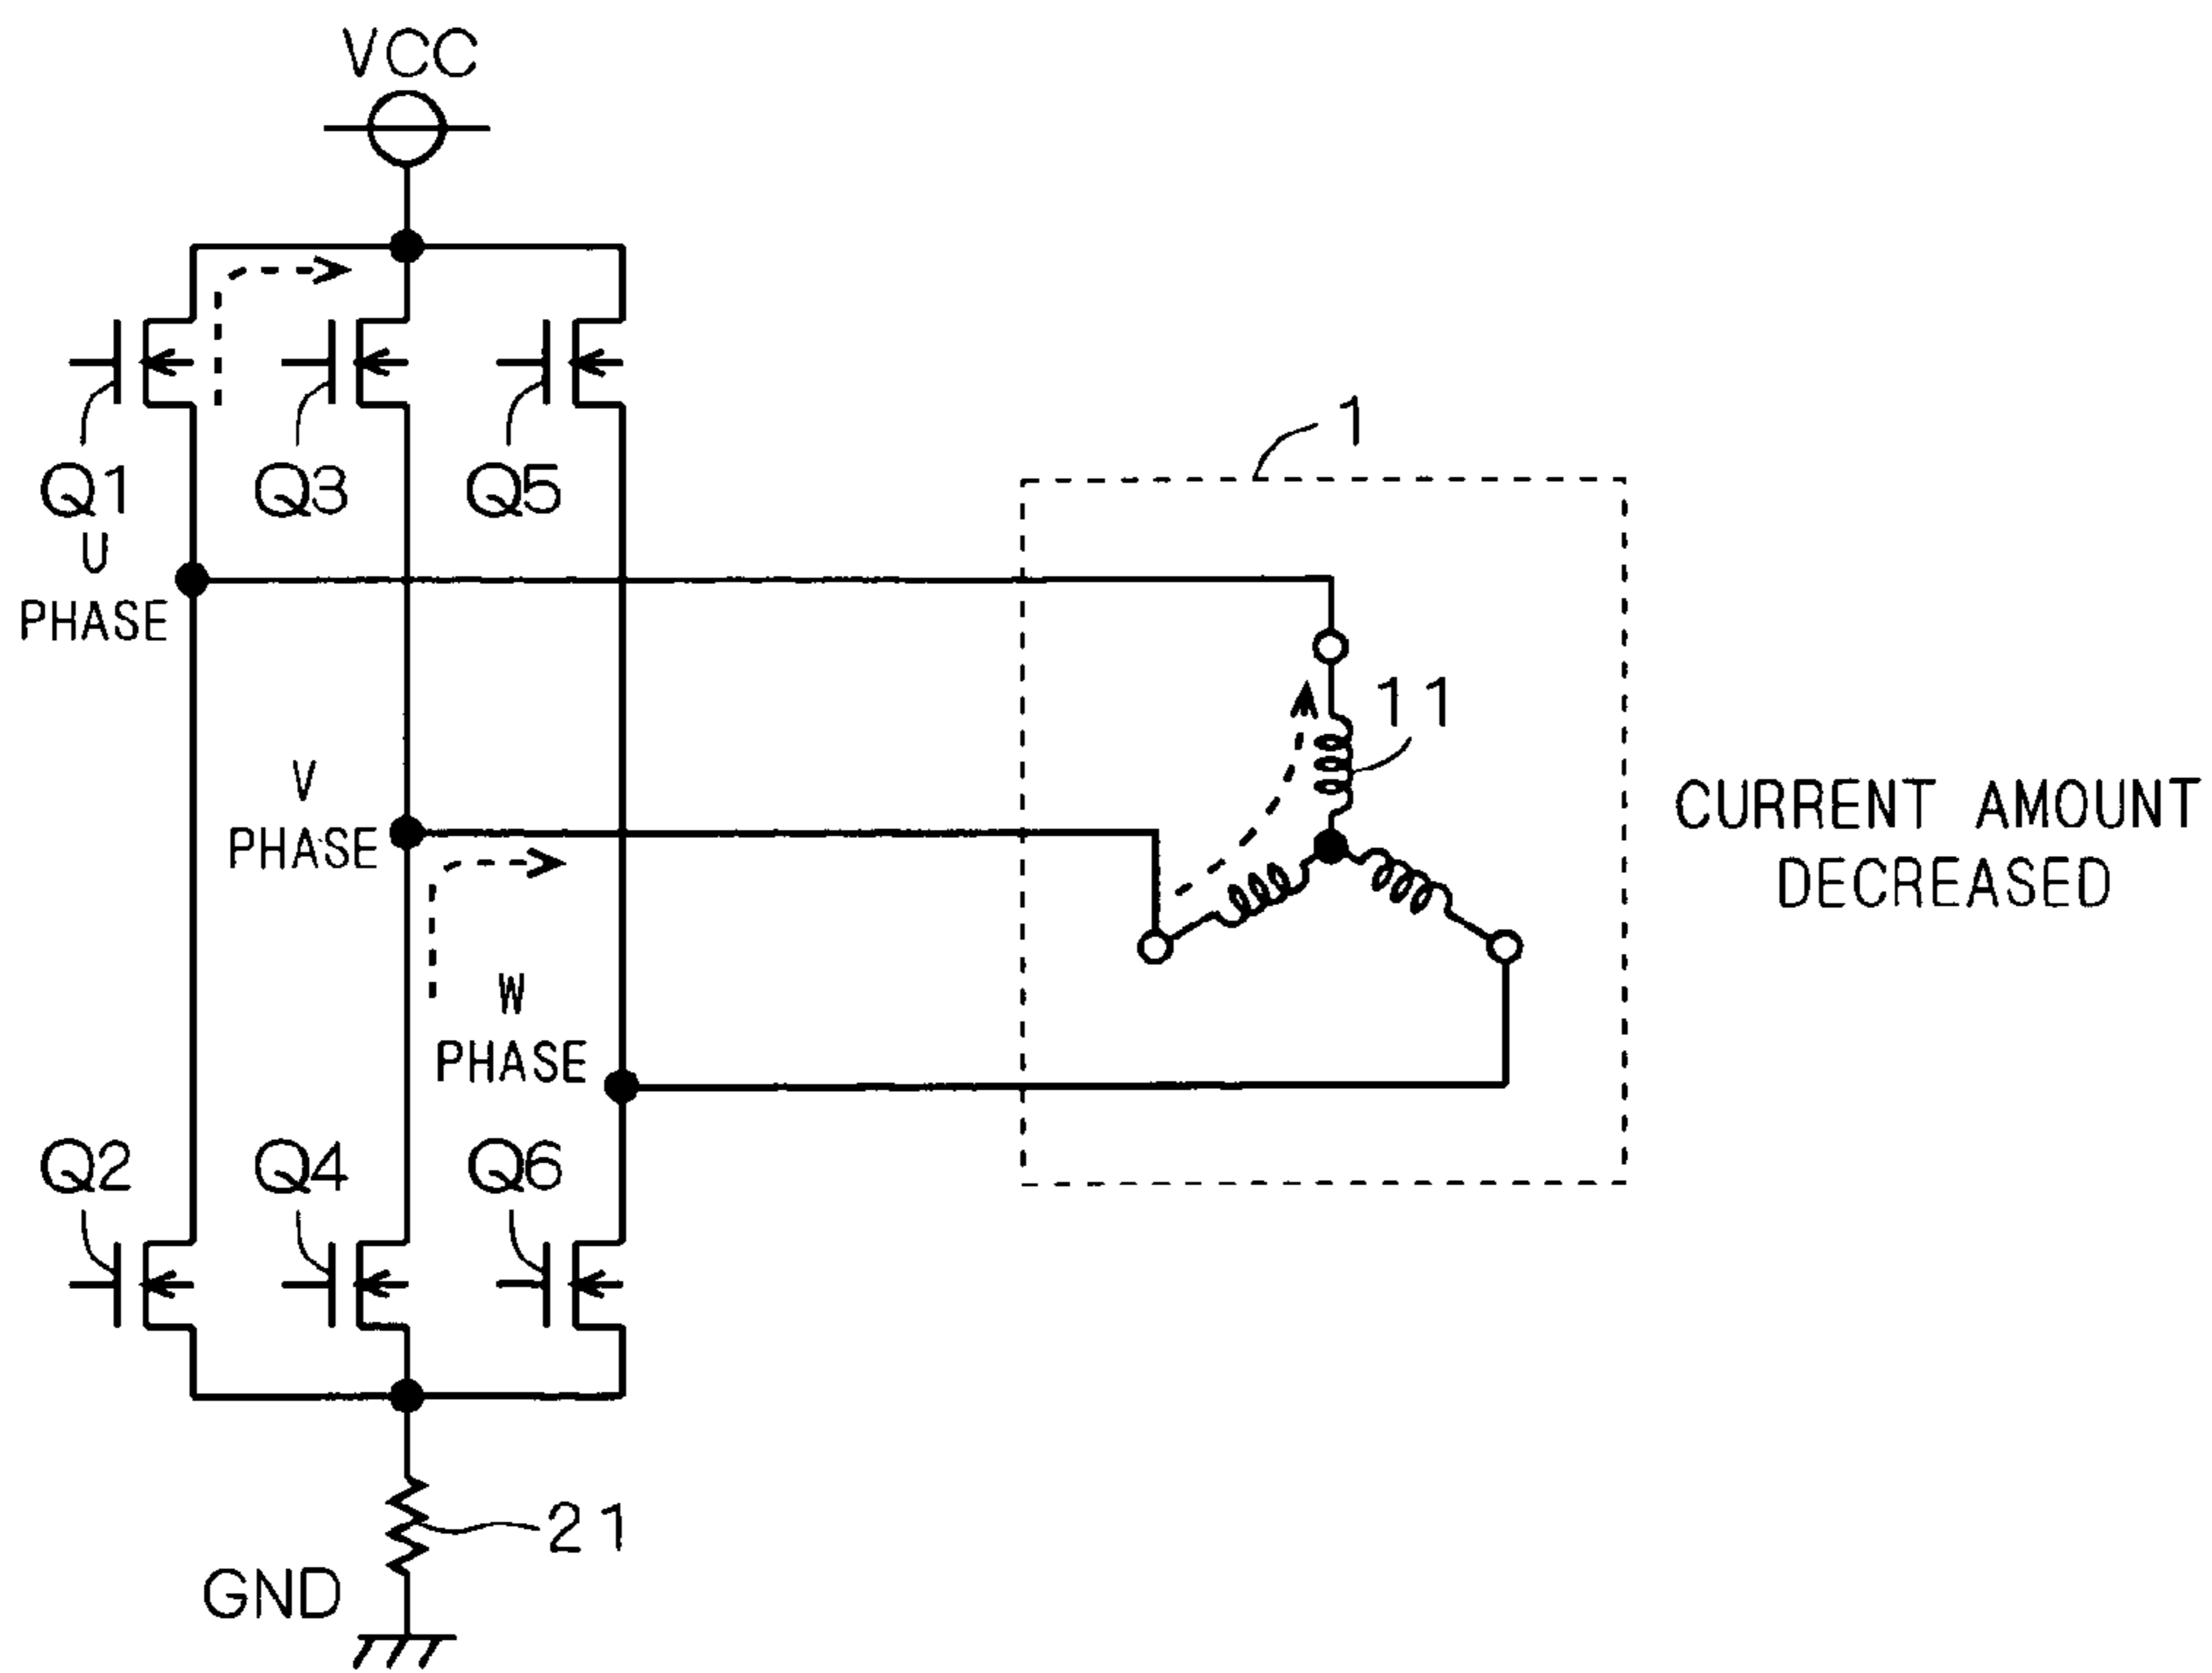 VCC
Q1
Q3
Q5
1
U
PHASE
11
V
PHASE
CURRENT AMOUNT
DECREASED
W
PHASE
Q2
Q4
Q6
21
GND